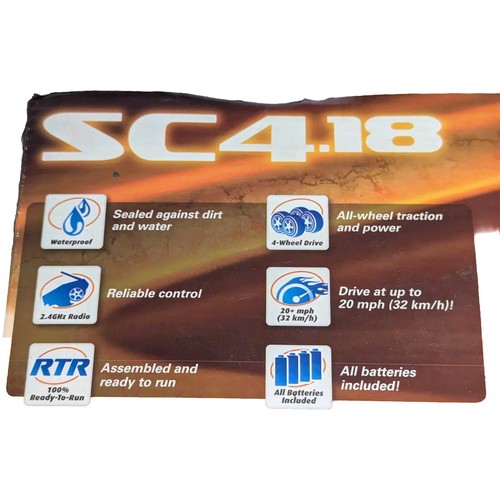 SC4.18
Waterproof
Sealed against dirt
and water
4-Wheel Drive
All-wheel traction
and power
2.4GHz Radio
Reliable control
20+ mph
(32 km/h)
Drive at up to
20 mph (32 km/h)!
RTR
100%
Ready-To-Run
Assembled and
ready to run
All Batteries
Included
All batteries
included!